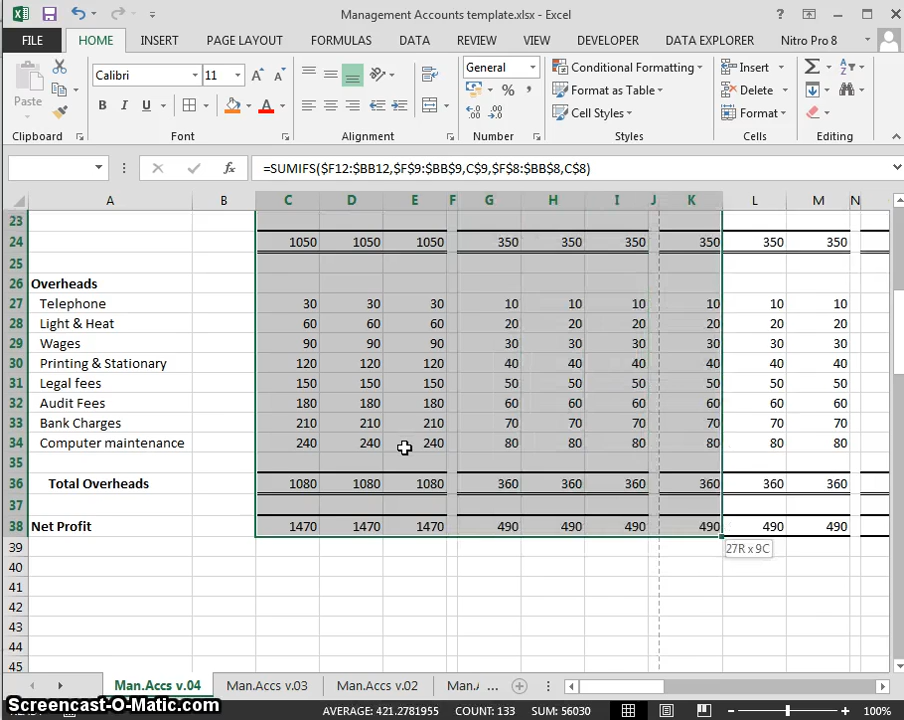 Management Accounts template.xlsx - Excel
FILE HOME INSERT PAGE LAYOUT FORMULAS DATA REVIEW VIEW DEVELOPER DATA EXPLORER Nitro Pro 8
Paste Calibri 11 General Conditional Formatting Insert
B I U A % , Format as Table Delete
Cell Styles Format
Clipboard Font Alignment Number Styles Cells Editing
fx =SUMIFS($F12:$BB12,$F$9:$BB$9,C$9,$F$8:$BB$8,C$8)
A B C D E F G H I J K L M N
23
24 1050 1050 1050 350 350 350 350 350 350
25
26 Overheads
27 Telephone 30 30 30 10 10 10 10 10 10
28 Light & Heat 60 60 60 20 20 20 20 20 20
29 Wages 90 90 90 30 30 30 30 30 30
30 Printing & Stationary 120 120 120 40 40 40 40 40 40
31 Legal fees 150 150 150 50 50 50 50 50 50
32 Audit Fees 180 180 180 60 60 60 60 60 60
33 Bank Charges 210 210 210 70 70 70 70 70 70
34 Computer maintenance 240 240 240 80 80 80 80 80 80
35
36 Total Overheads 1080 1080 1080 360 360 360 360 360 360
37
38 Net Profit 1470 1470 1470 490 490 490 490 490 490
39 27R x 9C
40
41
42
43
44
45
Man.Accs v.04 Man.Accs v.03 Man.Accs v.02 Man.A ...
Screencast-O-Matic.com AVERAGE: 421.2781955 COUNT: 133 SUM: 56030 100%